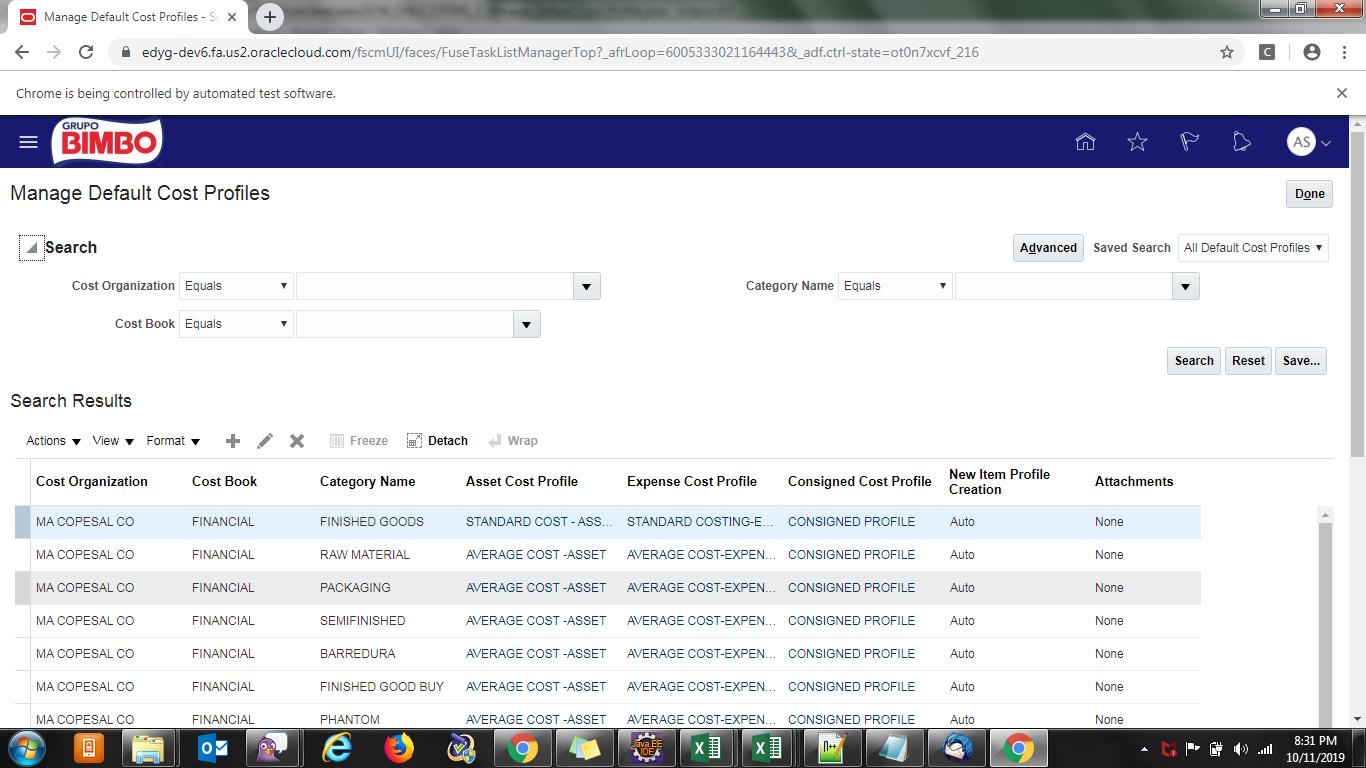 Manage Default Cost Profiles - S
edyg-dev6.fa.us2.oraclecloud.com/fscmUI/faces/FuseTaskListManagerTop?_afrLoop=6005333021164443&_adf.ctrl-state=ot0n7xcvf_216
C
Chrome is being controlled by automated test software.
GRUPO
BIMBO
AS
Manage Default Cost Profiles
Done
Search
Advanced Saved Search All Default Cost Profiles
Cost Organization Equals Category Name Equals
Cost Book Equals
Search Reset Save...
Search Results
Actions View Format Freeze Detach Wrap
Cost Organization Cost Book Category Name Asset Cost Profile Expense Cost Profile Consigned Cost Profile New Item Profile Creation Attachments
MA COPESAL CO FINANCIAL FINISHED GOODS STANDARD COST - ASS... STANDARD COSTING-E... CONSIGNED PROFILE Auto None
MA COPESAL CO FINANCIAL RAW MATERIAL AVERAGE COST -ASSET AVERAGE COST-EXPEN... CONSIGNED PROFILE Auto None
MA COPESAL CO FINANCIAL PACKAGING AVERAGE COST -ASSET AVERAGE COST-EXPEN... CONSIGNED PROFILE Auto None
MA COPESAL CO FINANCIAL SEMIFINISHED AVERAGE COST -ASSET AVERAGE COST-EXPEN... CONSIGNED PROFILE Auto None
MA COPESAL CO FINANCIAL BARREDURA AVERAGE COST -ASSET AVERAGE COST-EXPEN... CONSIGNED PROFILE Auto None
MA COPESAL CO FINANCIAL FINISHED GOOD BUY AVERAGE COST -ASSET AVERAGE COST-EXPEN... CONSIGNED PROFILE Auto None
MA COPESAL CO FINANCIAL PHANTOM AVERAGE COST -ASSET AVERAGE COST-EXPEN... CONSIGNED PROFILE Auto None
Java EE
IDE
8:31 PM
10/11/2019